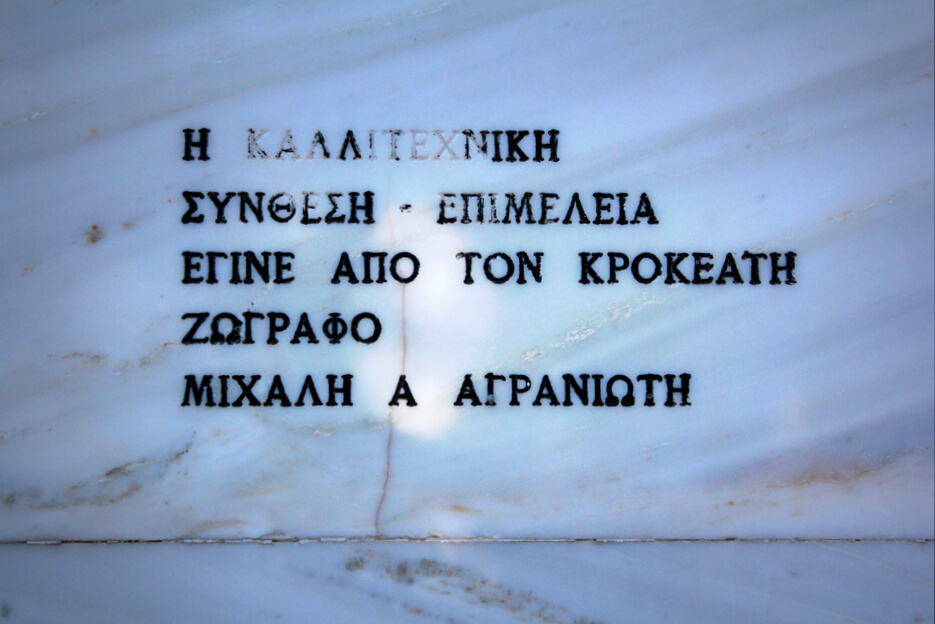 Η ΚΑΛΛΙΤΕΧΝΙΚΗ
ΣΥΝΘΕΣΗ - ΕΠΙΜΕΛΕΙΑ
ΕΓΙΝΕ ΑΠΟ ΤΟΝ ΚΡΟΚΕΑΤΗ
ΖΩΓΡΑΦΟ
ΜΙΧΑΛΗ Α ΑΓΡΑΝΙΩΤΗ